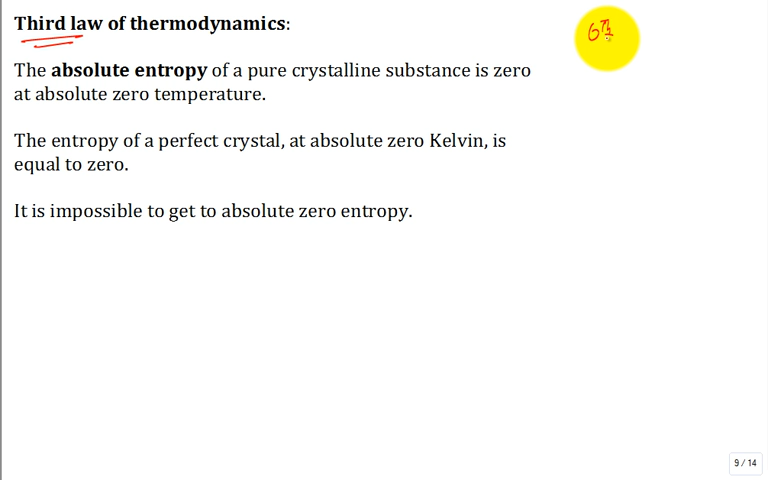 Third law of thermodynamics:
The absolute entropy of a pure crystalline substance is zero
at absolute zero temperature.
The entropy of a perfect crystal, at absolute zero Kelvin, is
equal to zero.
It is impossible to get to absolute zero entropy.
9 / 14